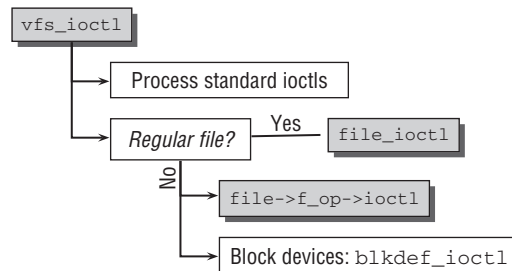 vfs_ioctl
Process standard ioctls
Regular file?
Yes
file_ioctl
No
file->f_op->ioctl
Block devices: blkdef_ioctl